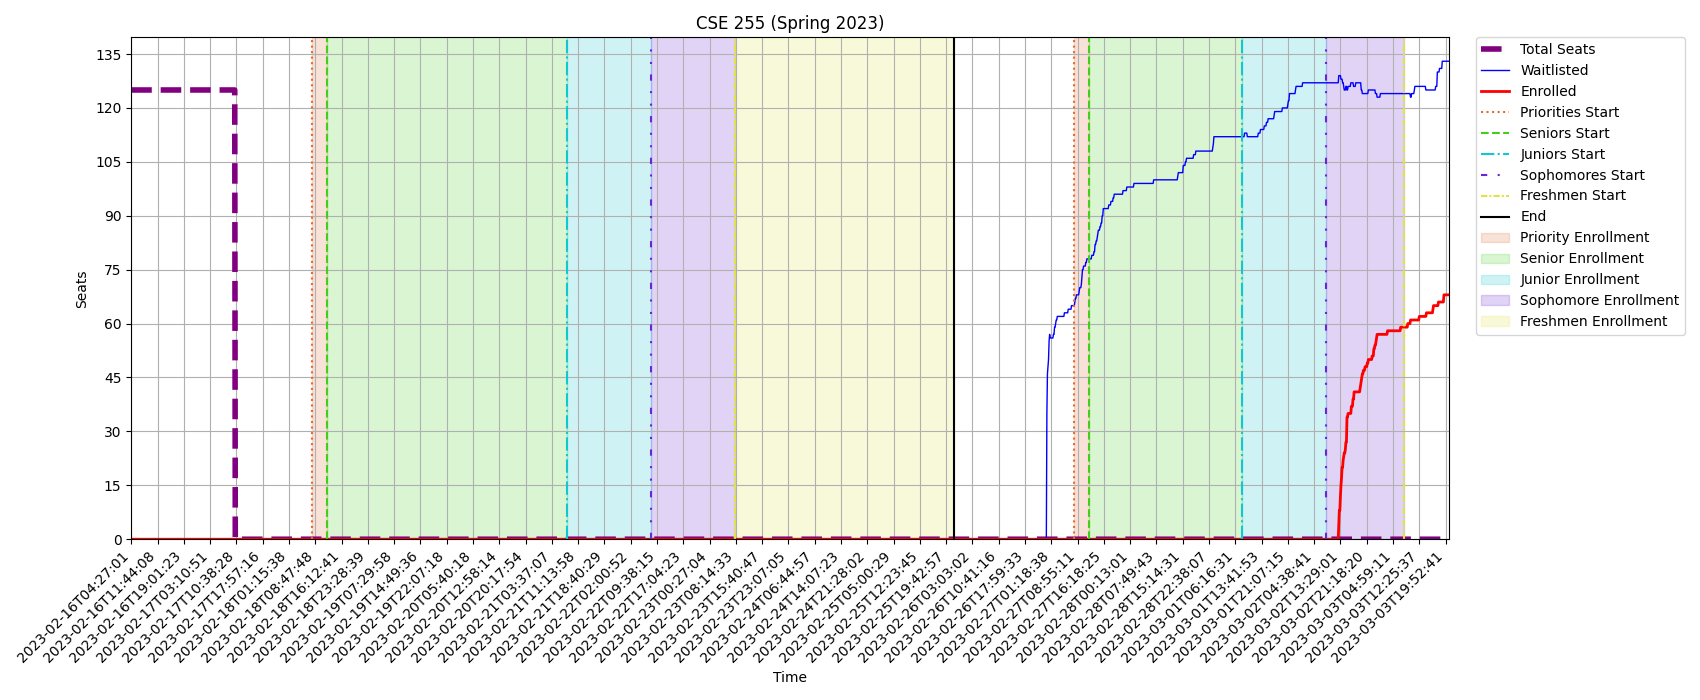 CSE 255 (Spring 2023)
Seats
135
120
105
90
75
60
45
30
15
0
2023-02-16T04:27:01
2023-02-16T11:44:08
2023-02-16T19:01:23
2023-02-17T03:10:51
2023-02-17T10:38:28
2023-02-17T17:57:16
2023-02-18T01:15:38
2023-02-18T08:47:48
2023-02-18T16:12:41
2023-02-18T23:28:39
2023-02-19T07:29:58
2023-02-19T14:49:36
2023-02-19T22:07:18
2023-02-20T05:40:18
2023-02-20T12:58:14
2023-02-20T20:17:54
2023-02-21T03:37:07
2023-02-21T11:13:58
2023-02-21T18:40:29
2023-02-22T02:00:52
2023-02-22T09:38:15
2023-02-22T17:04:23
2023-02-23T00:27:04
2023-02-23T08:14:33
2023-02-23T15:40:47
2023-02-23T23:07:05
2023-02-24T06:44:57
2023-02-24T14:07:23
2023-02-24T21:28:02
2023-02-25T05:00:29
2023-02-25T12:23:45
2023-02-25T19:42:57
2023-02-26T03:03:02
2023-02-26T10:41:16
2023-02-26T17:59:33
2023-02-27T01:18:38
2023-02-27T08:55:11
2023-02-27T16:18:25
2023-02-28T00:13:01
2023-02-28T07:49:43
2023-02-28T15:14:31
2023-02-28T22:38:07
2023-03-01T06:16:31
2023-03-01T13:41:53
2023-03-01T21:07:15
2023-03-02T04:38:41
2023-03-02T13:29:01
2023-03-02T21:18:20
2023-03-03T04:59:11
2023-03-03T12:25:37
2023-03-03T19:52:41
Time
Total Seats
Waitlisted
Enrolled
Priorities Start
Seniors Start
Juniors Start
Sophomores Start
Freshmen Start
End
Priority Enrollment
Senior Enrollment
Junior Enrollment
Sophomore Enrollment
Freshmen Enrollment